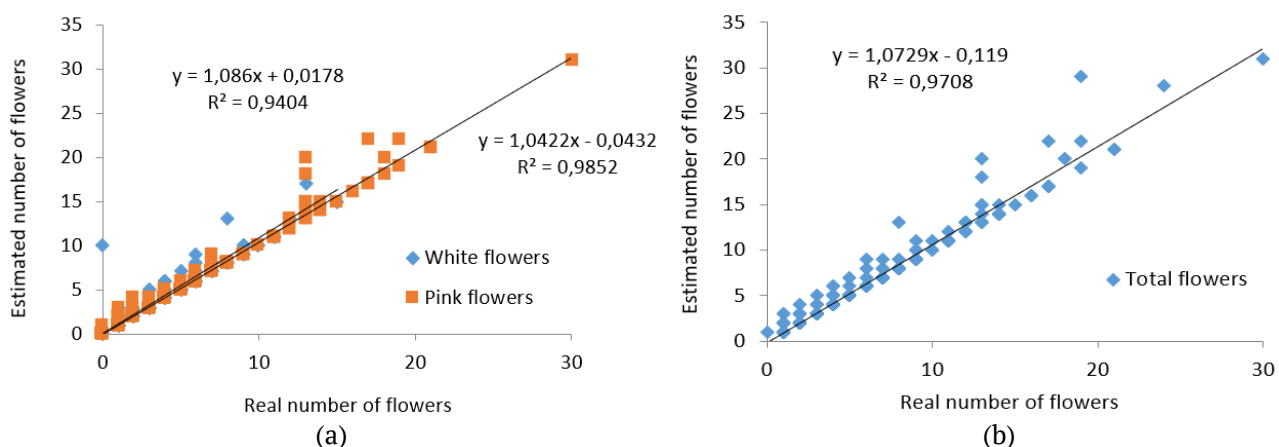 35
30
25
20
15
10
5
0
Estimated number of flowers
y = 1,086x + 0,0178
R² = 0,9404
y = 1,0422x - 0,0432
R² = 0,9852
White flowers
Pink flowers
0 10 20 30
Real number of flowers
(a)
35
30
25
20
15
10
5
0
Estimated number of flowers
y = 1,0729x - 0,119
R² = 0,9708
Total flowers
0 10 20 30
Real number of flowers
(b)